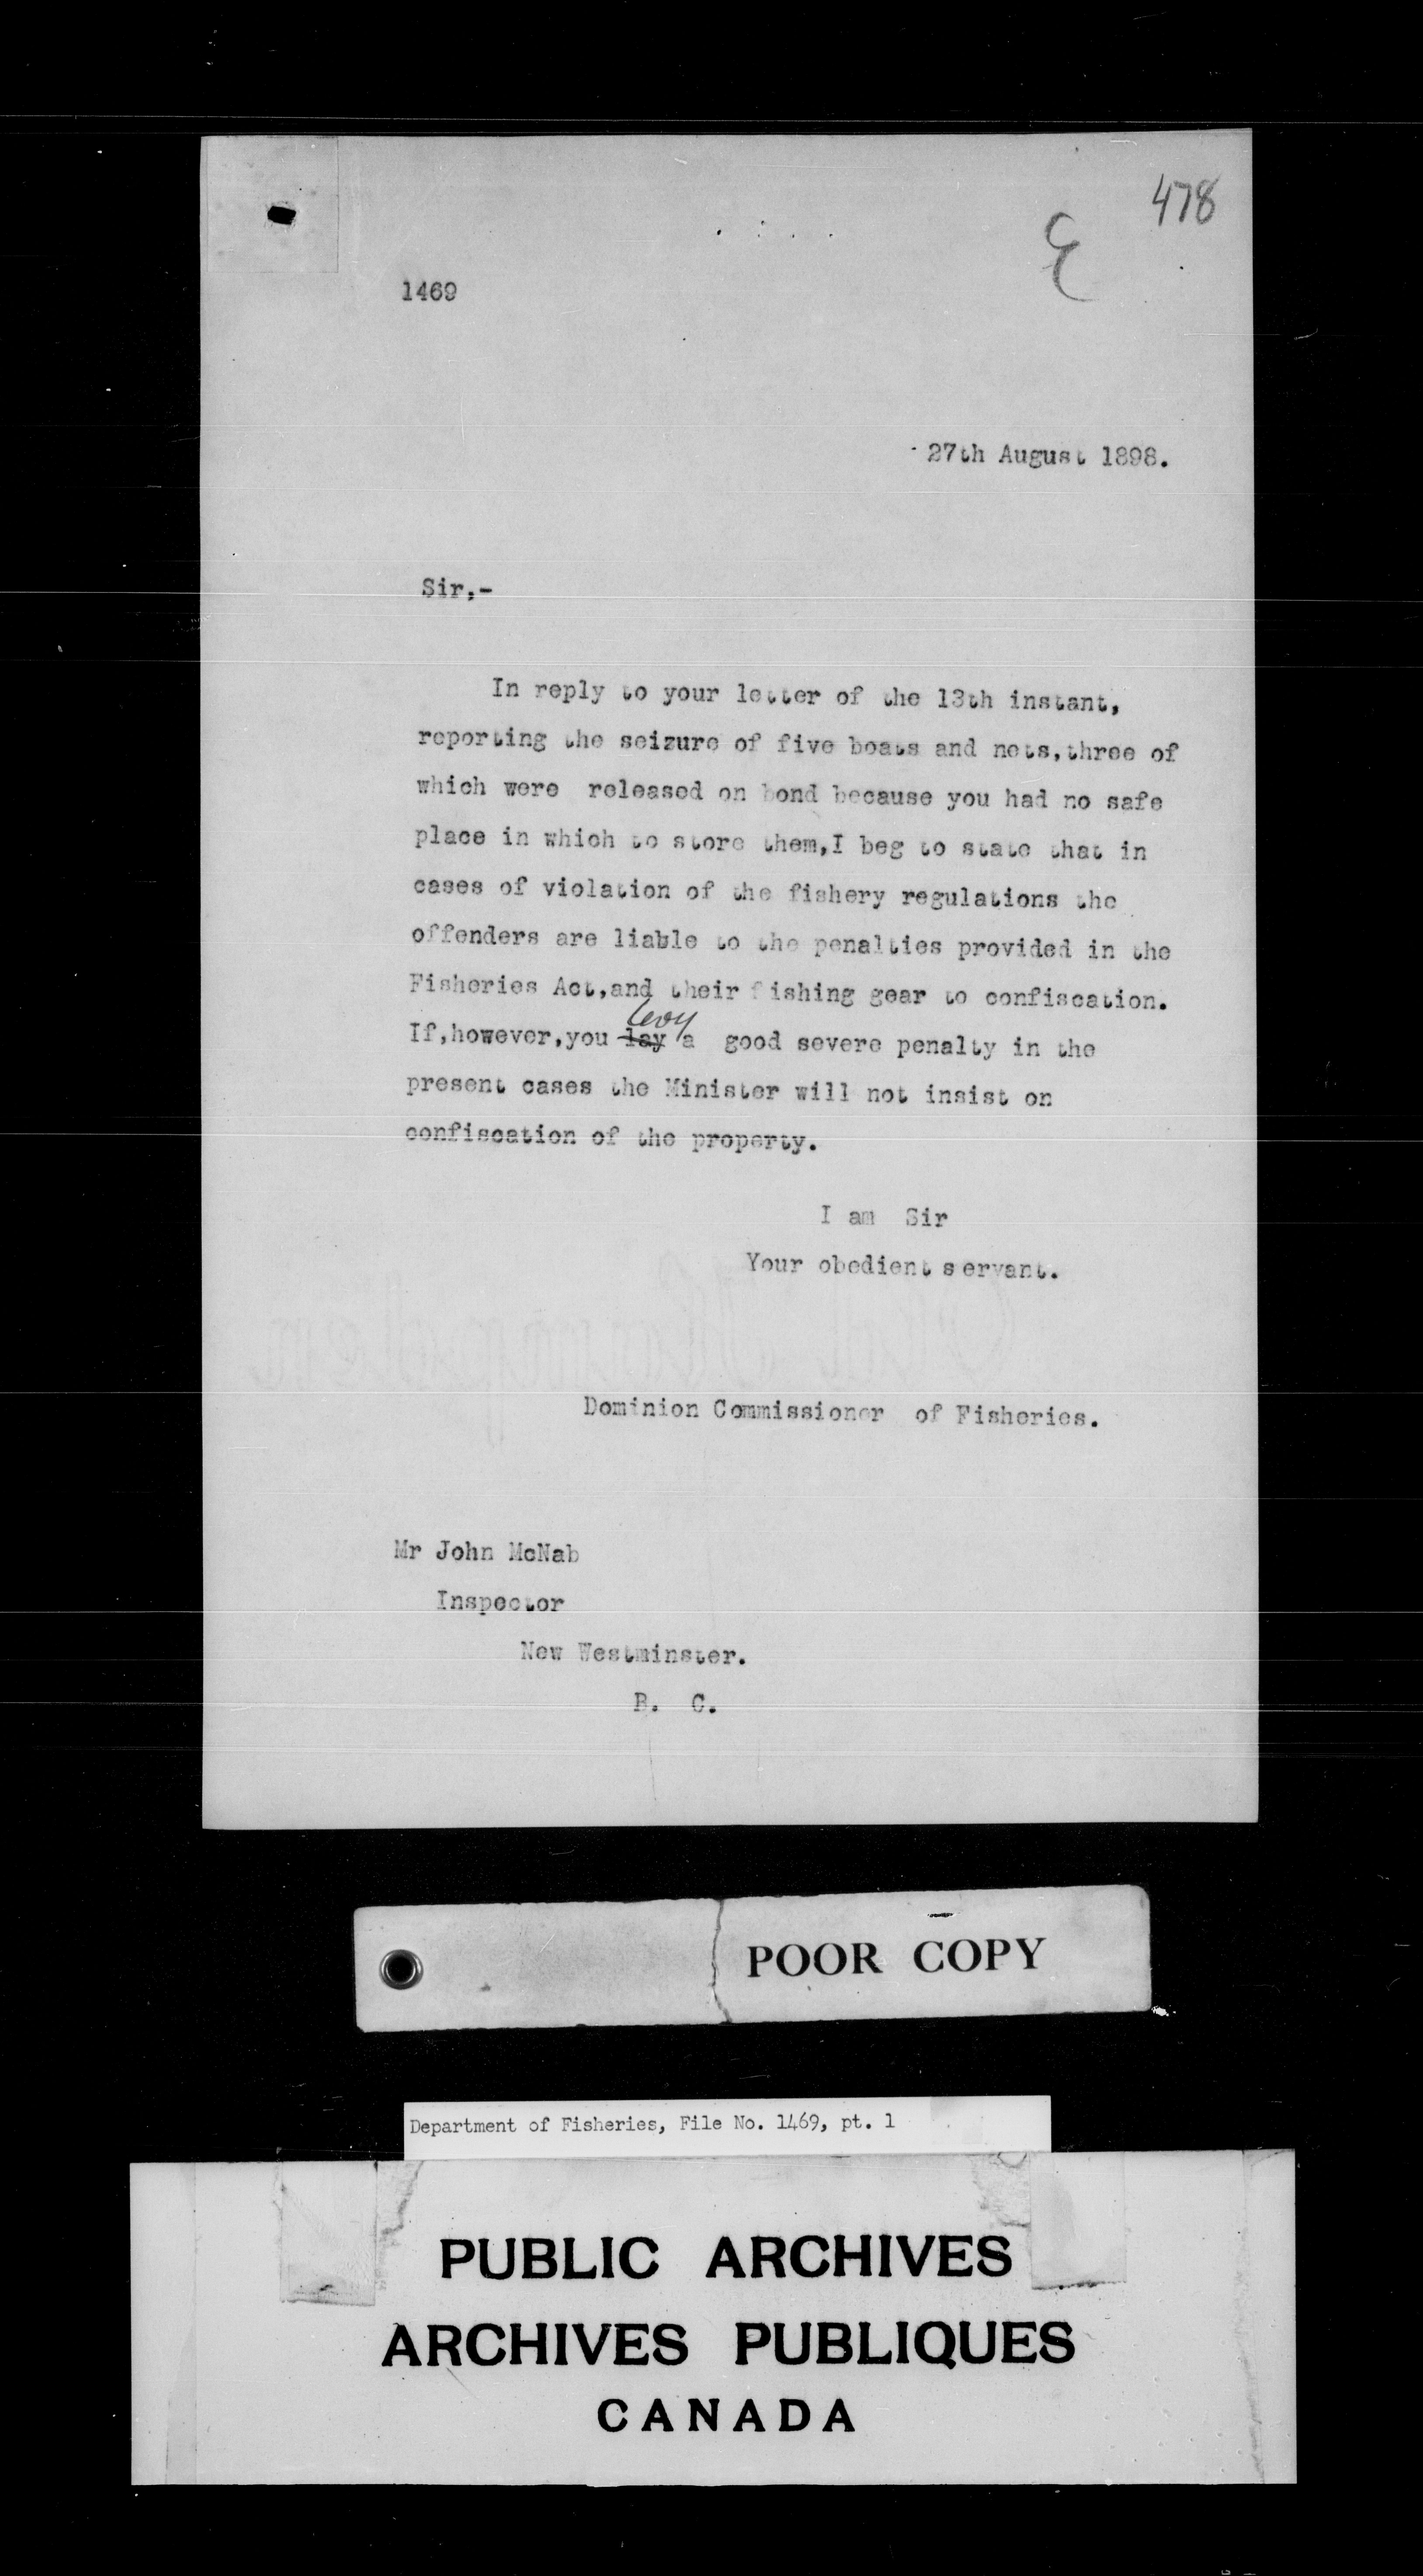 478
E
1469
27th August 1898.
Sir,-
In reply to your letter of the 13th instant,
reporting the seizure of five boats and nets,three of
which were released on bond because you had no safe
place in which to store them,I beg to state that in
cases of violation of the fishery regulations the
offenders are liable to the penalties provided in the
Fisheries Act,and their fishing gear to confiscation.
levy
If,however,you lay a good severe penalty in the
present cases the Minister will not insist on
confiscation of the property.
I am Sir
Your obedient servant.
Dominion Commissioner of Fisheries.
Mr John McNab
Inspector
New Westminster.
B. C.
POOR COPY
Department of Fisheries, File No. 1469, pt. 1
PUBLIC ARCHIVES
ARCHIVES PUBLIQUES
CANADA